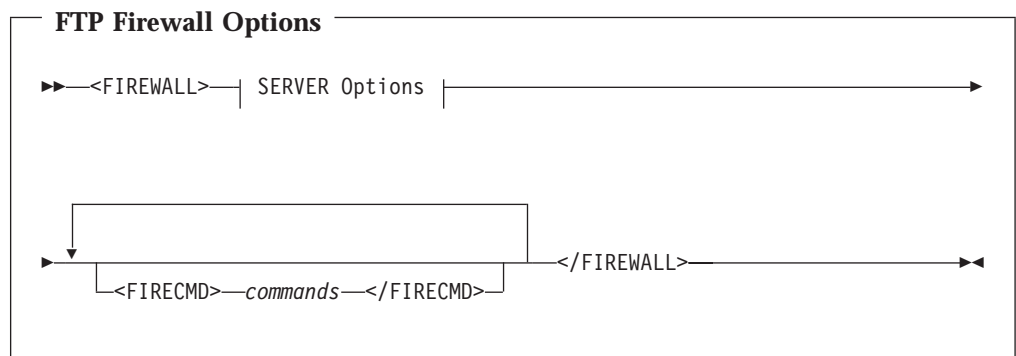 FTP Firewall Options
<FIREWALL> SERVER Options
</FIREWALL>
<FIRECMD> commands </FIRECMD>